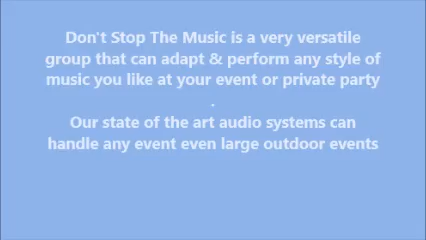 Don't Stop The Music is a very versatile
group that can adapt & perform any style of
music you like at your event or private party
.
Our state of the art audio systems can
handle any event even large outdoor events